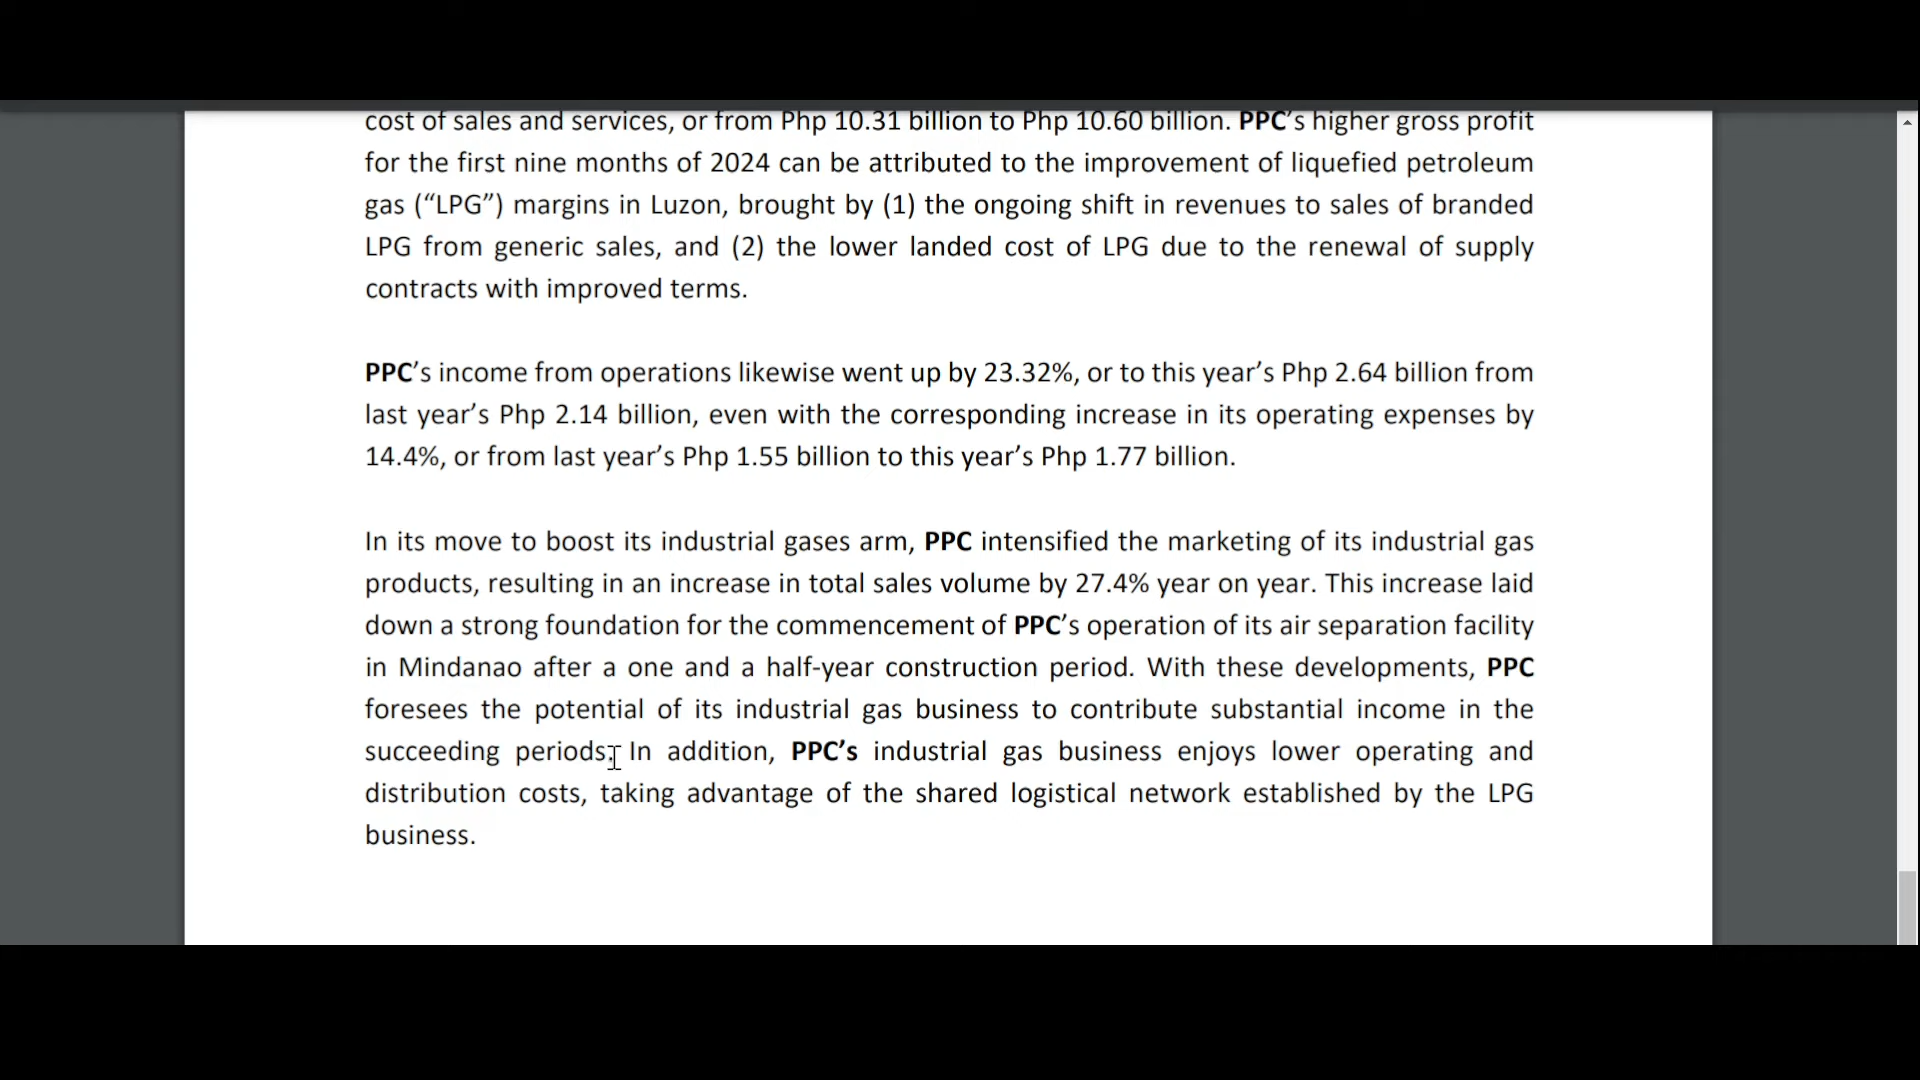 cost of sales and services, or from Php 10.31 billion to Php 10.60 billion. PPC’s higher gross profit
for the first nine months of 2024 can be attributed to the improvement of liquefied petroleum
gas (“LPG”) margins in Luzon, brought by (1) the ongoing shift in revenues to sales of branded
LPG from generic sales, and (2) the lower landed cost of LPG due to the renewal of supply
contracts with improved terms.
PPC’s income from operations likewise went up by 23.32%, or to this year’s Php 2.64 billion from
last year’s Php 2.14 billion, even with the corresponding increase in its operating expenses by
14.4%, or from last year’s Php 1.55 billion to this year’s Php 1.77 billion.
In its move to boost its industrial gases arm, PPC intensified the marketing of its industrial gas
products, resulting in an increase in total sales volume by 27.4% year on year. This increase laid
down a strong foundation for the commencement of PPC’s operation of its air separation facility
in Mindanao after a one and a half-year construction period. With these developments, PPC
foresees the potential of its industrial gas business to contribute substantial income in the
succeeding periods. In addition, PPC’s industrial gas business enjoys lower operating and
distribution costs, taking advantage of the shared logistical network established by the LPG
business.